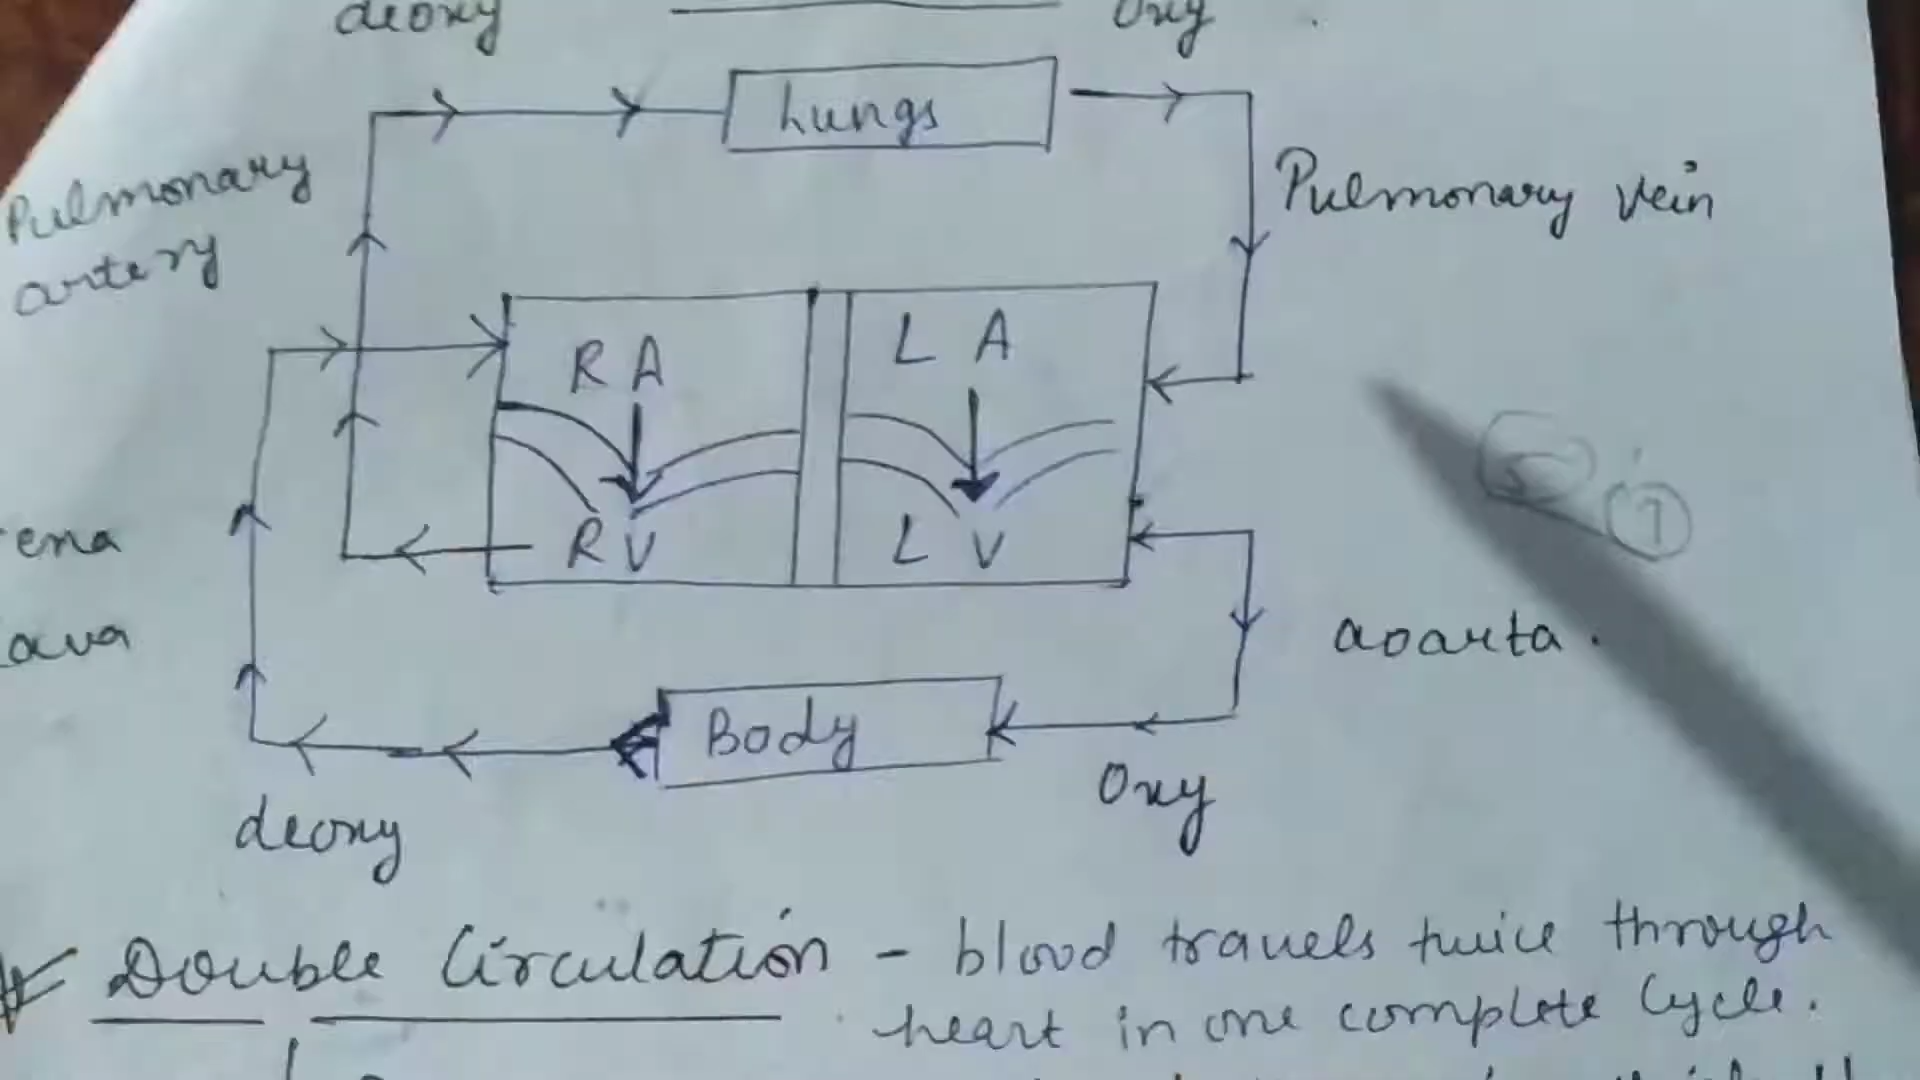 deoxy Oxy
Lungs
Pulmonary
artery
Pulmonary vein
RA
LA
RV
LV
ena
ava
aoarta.
Body
Oxy
deoxy
Double Circulation - blood travels twice through
heart in one complete Cycle.